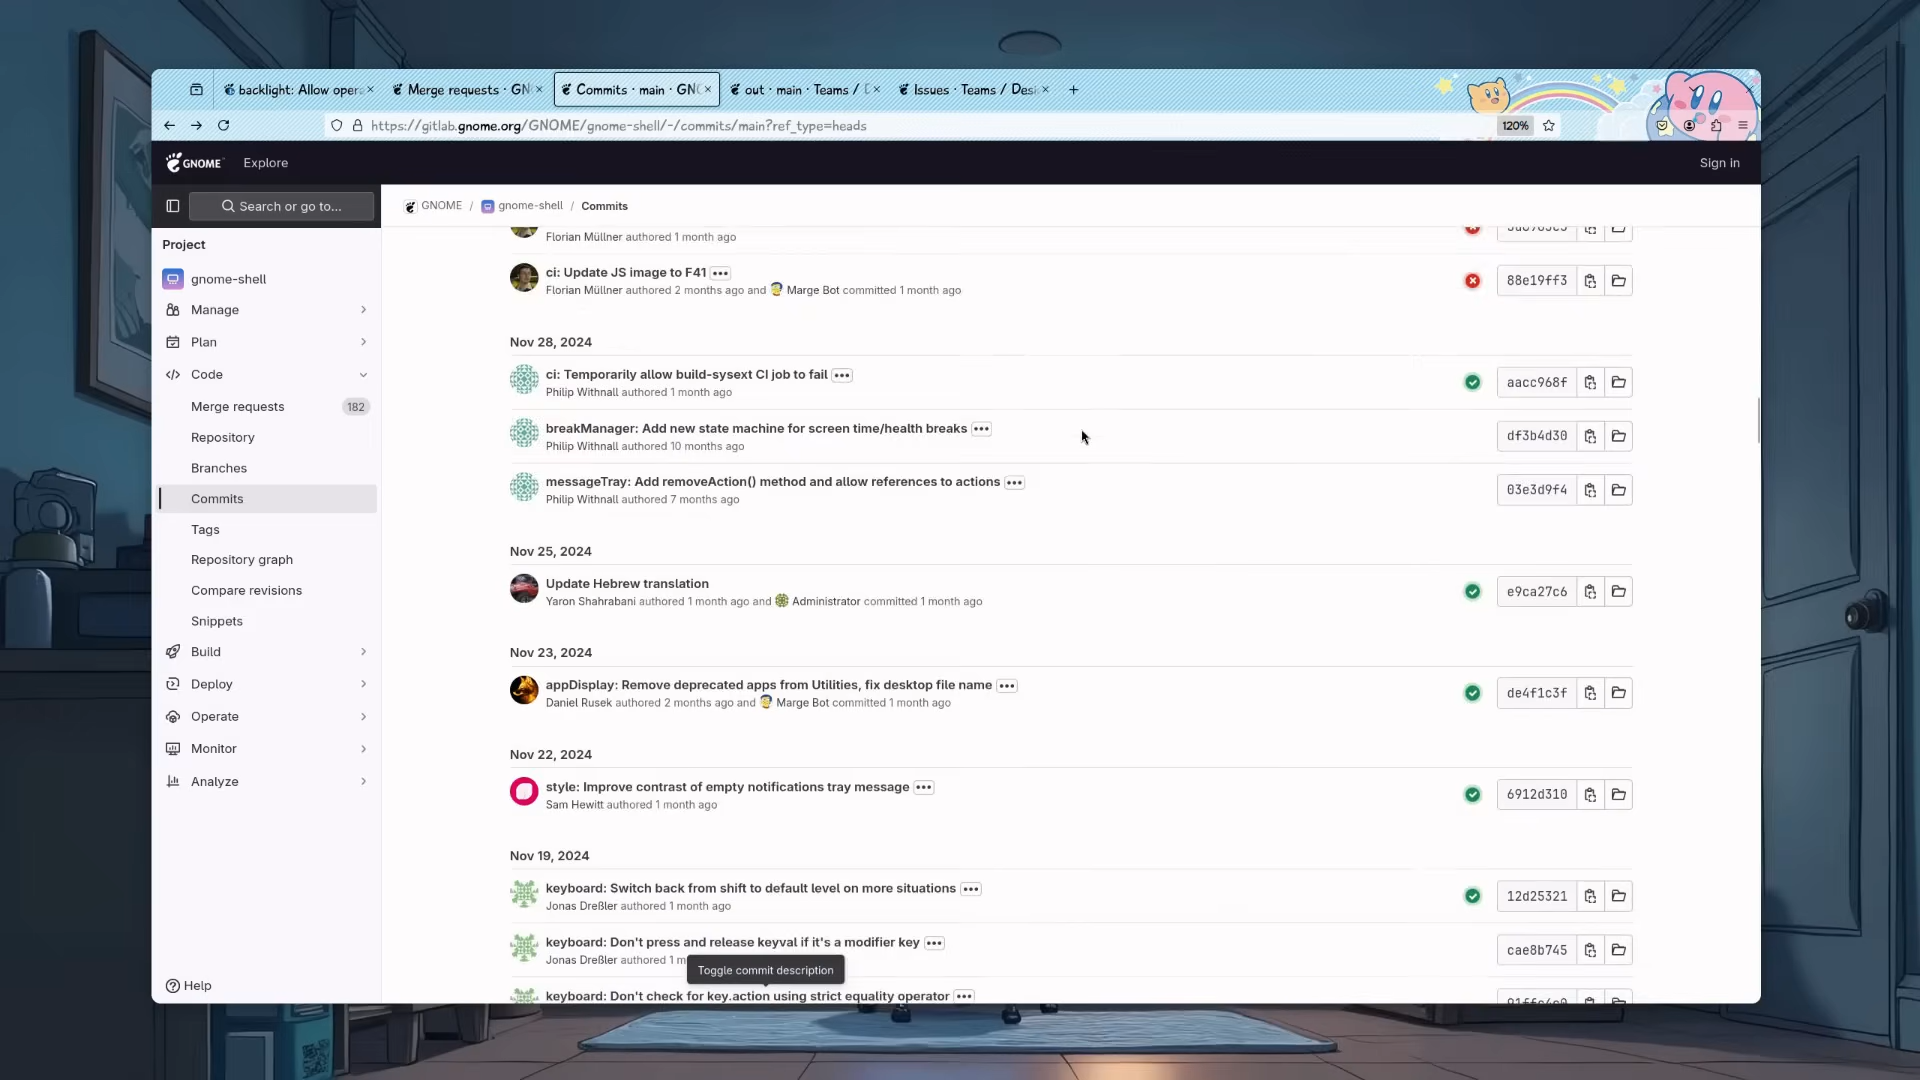 backlight: Allow opera
Merge requests · GN
Commits · main · GNO
out · main · Teams / D
Issues · Teams / Desi
https://gitlab.gnome.org/GNOME/gnome-shell/-/commits/main?ref_type=heads
120%
GNOME
Explore
Sign in
Search or go to...
GNOME / gnome-shell / Commits
Project
gnome-shell
Manage
Plan
Code
Merge requests 182
Repository
Branches
Commits
Tags
Repository graph
Compare revisions
Snippets
Build
Deploy
Operate
Monitor
Analyze
Help
Florian Müllner authored 1 month ago
ci: Update JS image to F41
Florian Müllner authored 2 months ago and Marge Bot committed 1 month ago
88e19ff3
Nov 28, 2024
ci: Temporarily allow build-sysext CI job to fail
Philip Withnall authored 1 month ago
aacc968f
breakManager: Add new state machine for screen time/health breaks
Philip Withnall authored 10 months ago
df3b4d30
messageTray: Add removeAction() method and allow references to actions
Philip Withnall authored 7 months ago
03e3d9f4
Nov 25, 2024
Update Hebrew translation
Yaron Shahrabani authored 1 month ago and Administrator committed 1 month ago
e9ca27c6
Nov 23, 2024
appDisplay: Remove deprecated apps from Utilities, fix desktop file name
Daniel Rusek authored 2 months ago and Marge Bot committed 1 month ago
de4f1c3f
Nov 22, 2024
style: Improve contrast of empty notifications tray message
Sam Hewitt authored 1 month ago
6912d310
Nov 19, 2024
keyboard: Switch back from shift to default level on more situations
Jonas Dreßler authored 1 month ago
12d25321
keyboard: Don't press and release keyval if it's a modifier key
Jonas Dreßler authored 1 m
cae8b745
Toggle commit description
keyboard: Don't check for key.action using strict equality operator